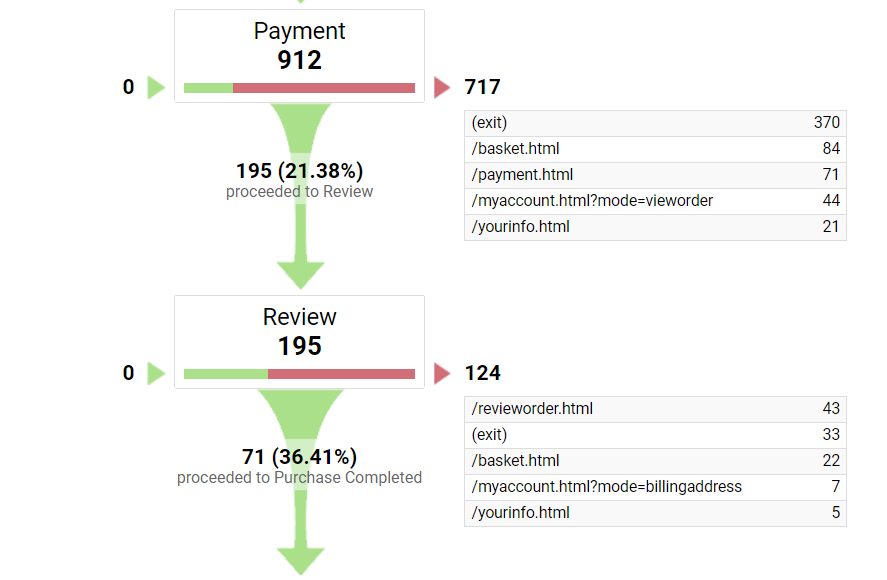 Payment
912
0
717
(exit) 370
/basket.html 84
/payment.html 71
/myaccount.html?mode=vieworder 44
/yourinfo.html 21
195 (21.38%)
proceeded to Review
Review
195
0
124
/revieworder.html 43
(exit) 33
/basket.html 22
/myaccount.html?mode=billingaddress 7
/yourinfo.html 5
71 (36.41%)
proceeded to Purchase Completed